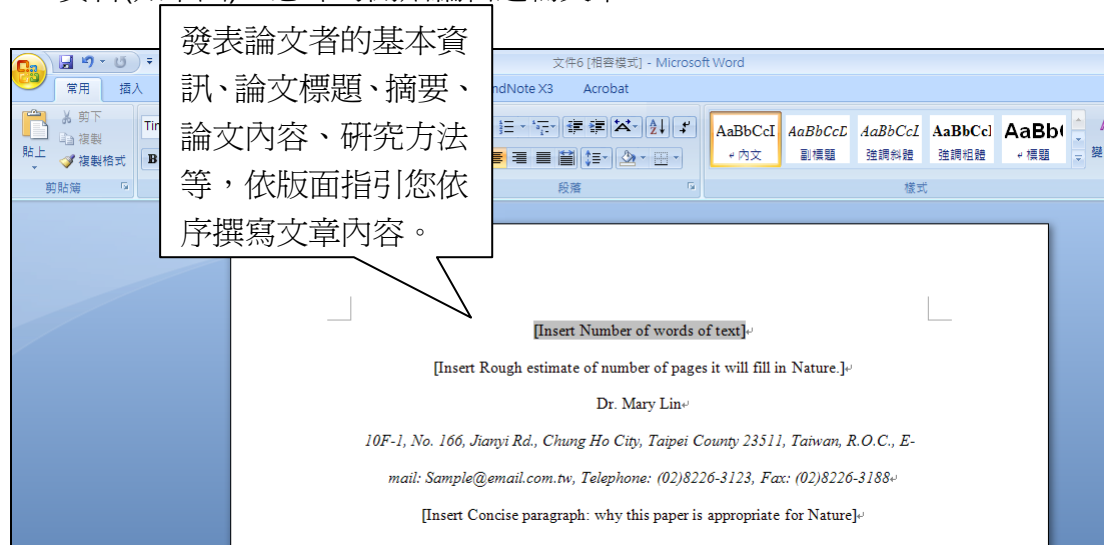 發表論文者的基本資
訊、論文標題、摘要、
論文內容、研究方法
等，依版面指引您依
序撰寫文章內容。
文件6 [相容模式] - Microsoft Word
常用 插入
ndNote X3 Acrobat
貼上
剪下
複製
複製格式
剪貼簿
Tir
B
段落
AaBbCcI AaBbCcD AaBbCcL AaBbCcl AaBb(
內文 副標題 強調斜體 強調粗體 標題
變
樣式
[Insert Number of words of text]
[Insert Rough estimate of number of pages it will fill in Nature.]
Dr. Mary Lin
10F-1, No. 166, Jianyi Rd., Chung Ho City, Taipei County 23511, Taiwan, R.O.C., E-
mail: Sample@email.com.tw, Telephone: (02)8226-3123, Fax: (02)8226-3188
[Insert Concise paragraph: why this paper is appropriate for Nature]